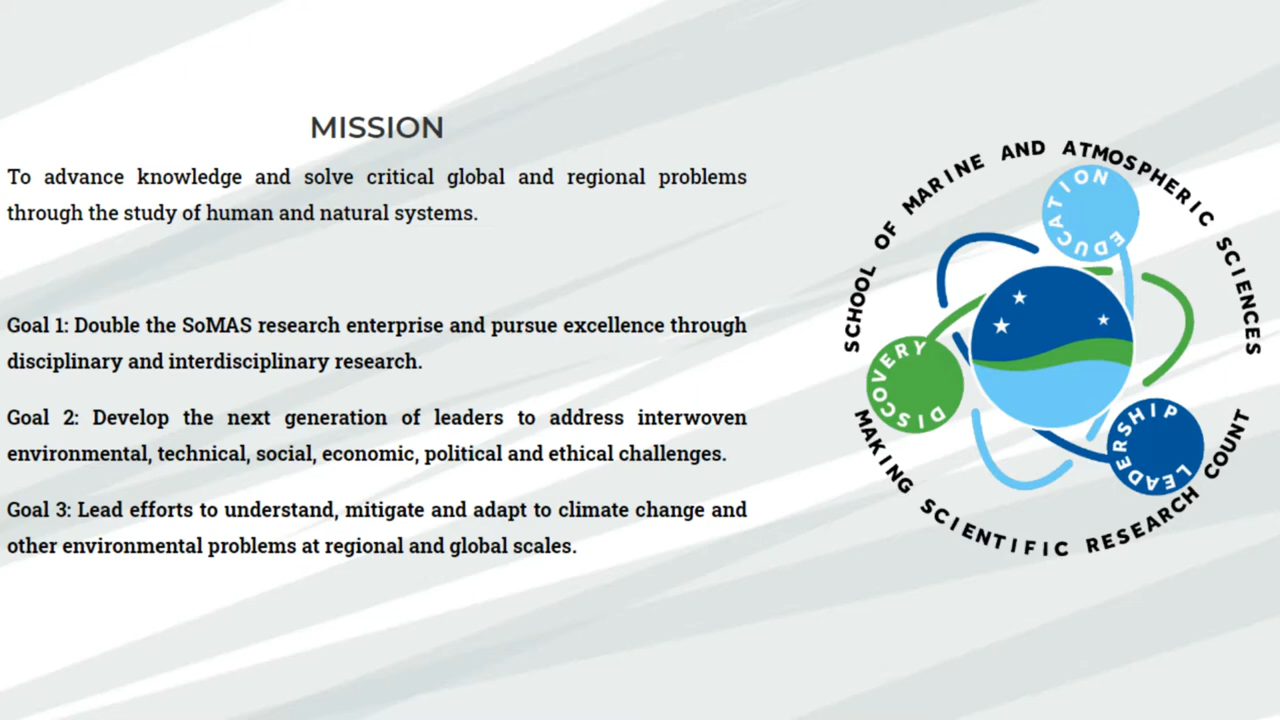 MISSION
To advance knowledge and solve critical global and regional problems
through the study of human and natural systems.
Goal 1: Double the SoMAS research enterprise and pursue excellence through
disciplinary and interdisciplinary research.
Goal 2: Develop the next generation of leaders to address interwoven
environmental, technical, social, economic, political and ethical challenges.
Goal 3: Lead efforts to understand, mitigate and adapt to climate change and
other environmental problems at regional and global scales.
SCHOOL OF MARINE AND ATMOSPHERIC SCIENCES
EDUCATION
DISCOVERY
LEADERSHIP
MAKING SCIENTIFIC RESEARCH COUNT